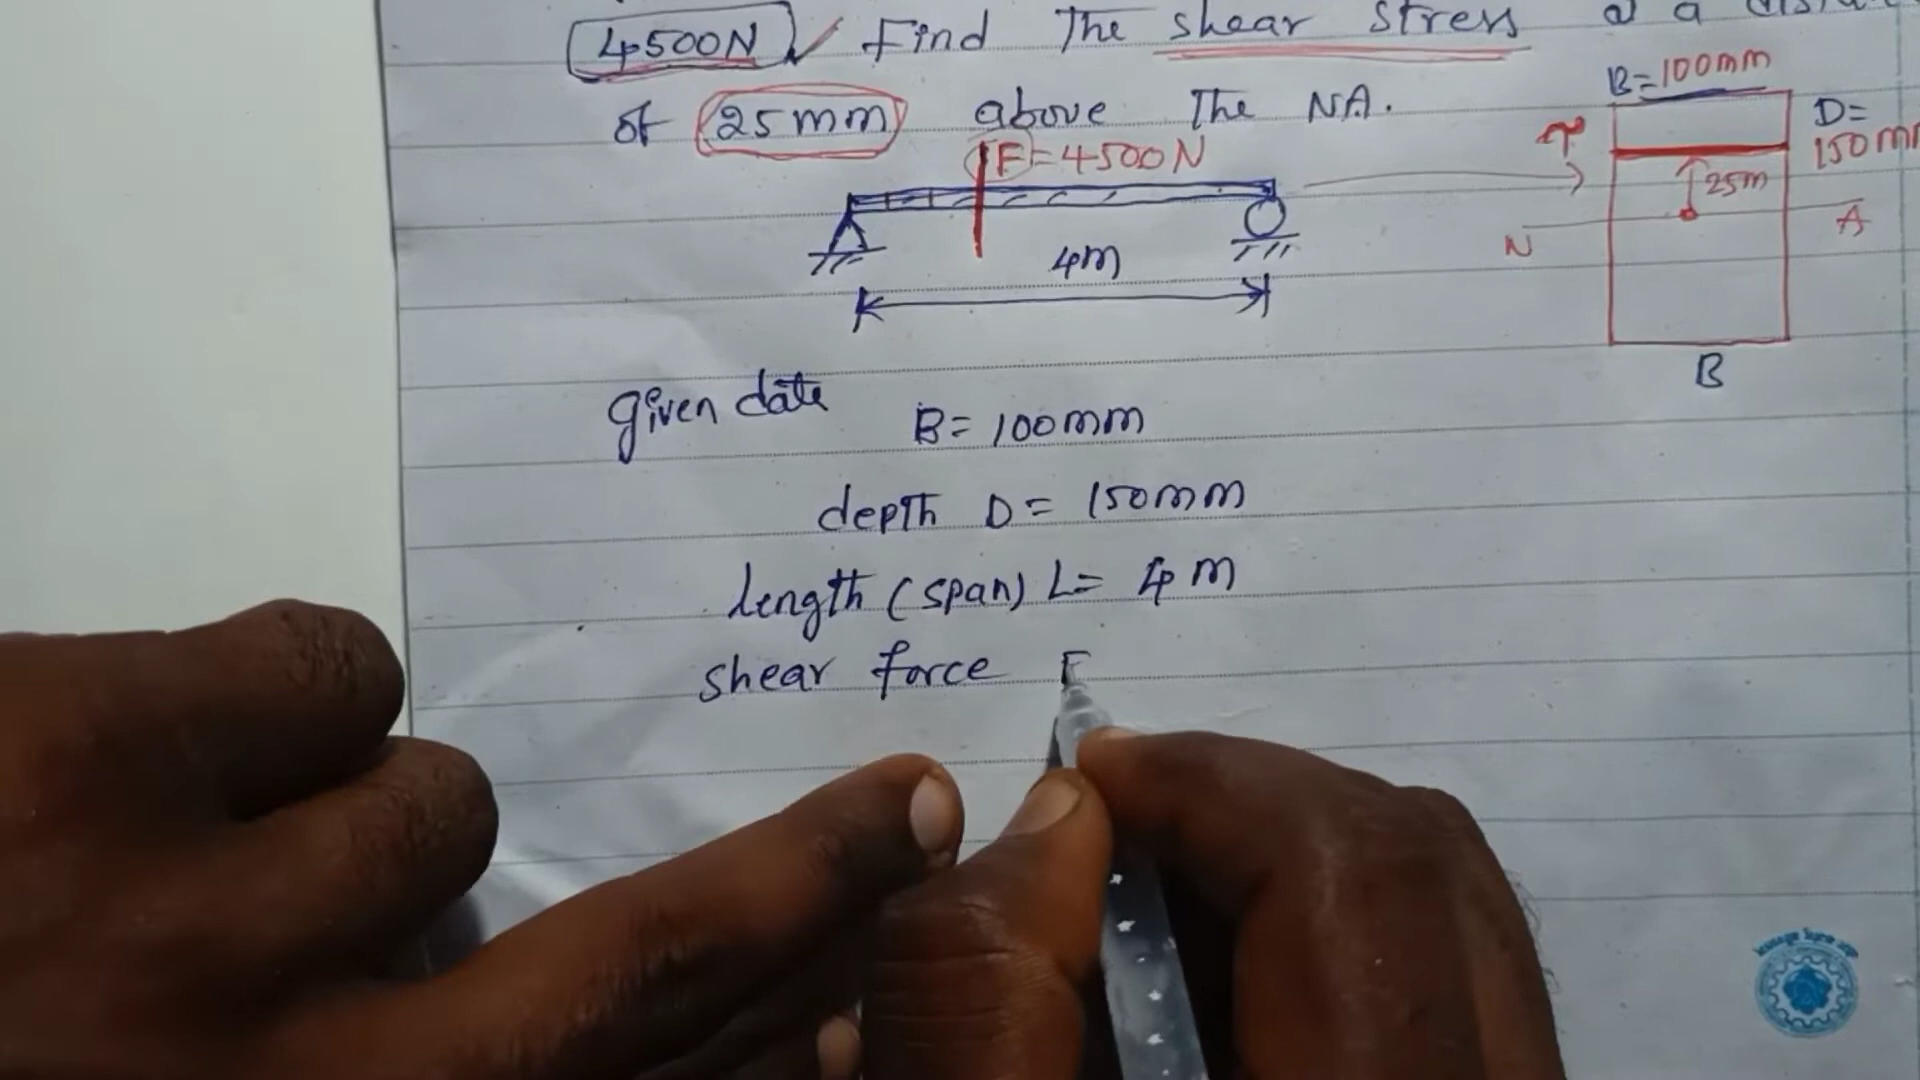 4500N Find The shear stress @ a
of 25mm above The NA.
B=100mm
D=
150m
F=4500N
25m
N
A
4m
B
given date
B= 100mm
depth D= 150mm
length (span) L= 4m
shear force F